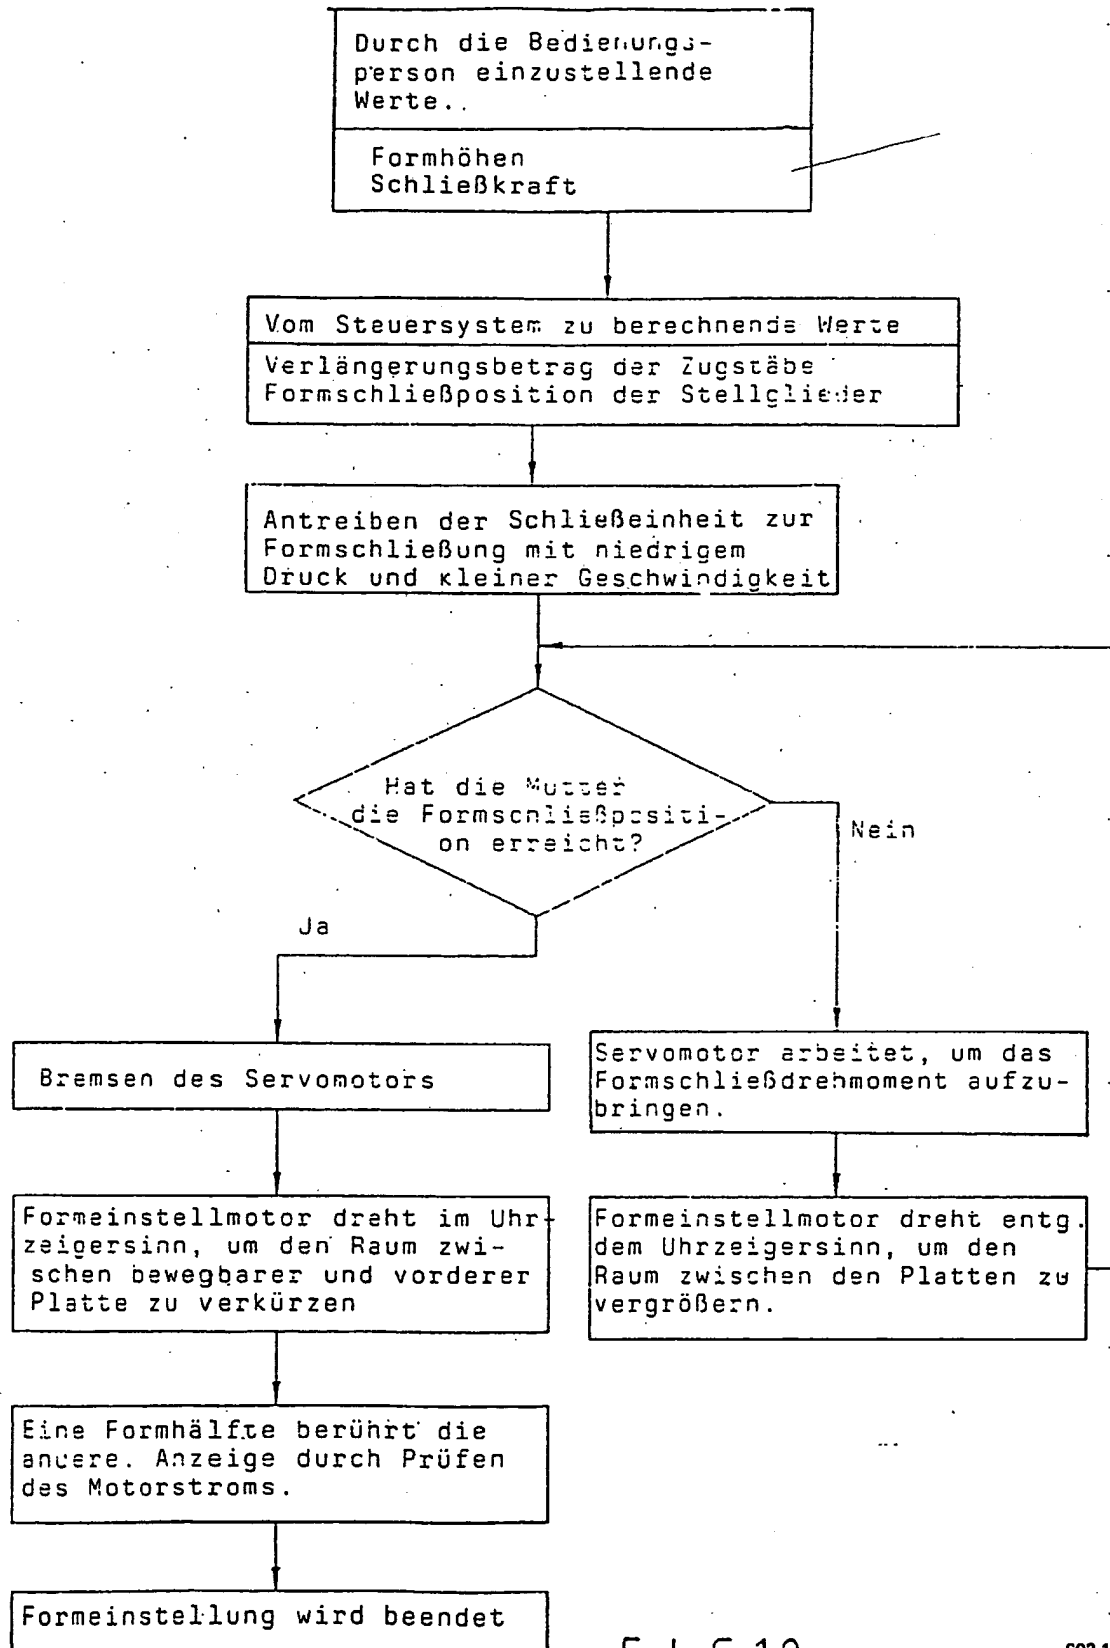 Durch die Bedienungs-
person einzustellende
Werte..
Formhöhen
Schließkraft
Vom Steuersystem zu berechnende Werte
Verlängerungsbetrag der Zugstäbe
Formschließposition der Stellglieder
Antreiben der Schließeinheit zur
Formschließung mit niedrigem
Druck und kleiner Geschwindigkeit
Hat die Mutter
die Formschließpositi-
on erreicht?
Nein
Ja
Bremsen des Servomotors
Servomotor arbeitet, um das
Formschließdrehmoment aufzu-
bringen.
Formeinstellmotor dreht im Uhr-
zeigersinn, um den Raum zwi-
schen bewegbarer und vorderer
Platte zu verkürzen
Formeinstellmotor dreht entg.
dem Uhrzeigersinn, um den
Raum zwischen den Platten zu
vergrößern.
Eine Formhälfte berührt die
andere. Anzeige durch Prüfen
des Motorstroms.
Formeinstellung wird beendet